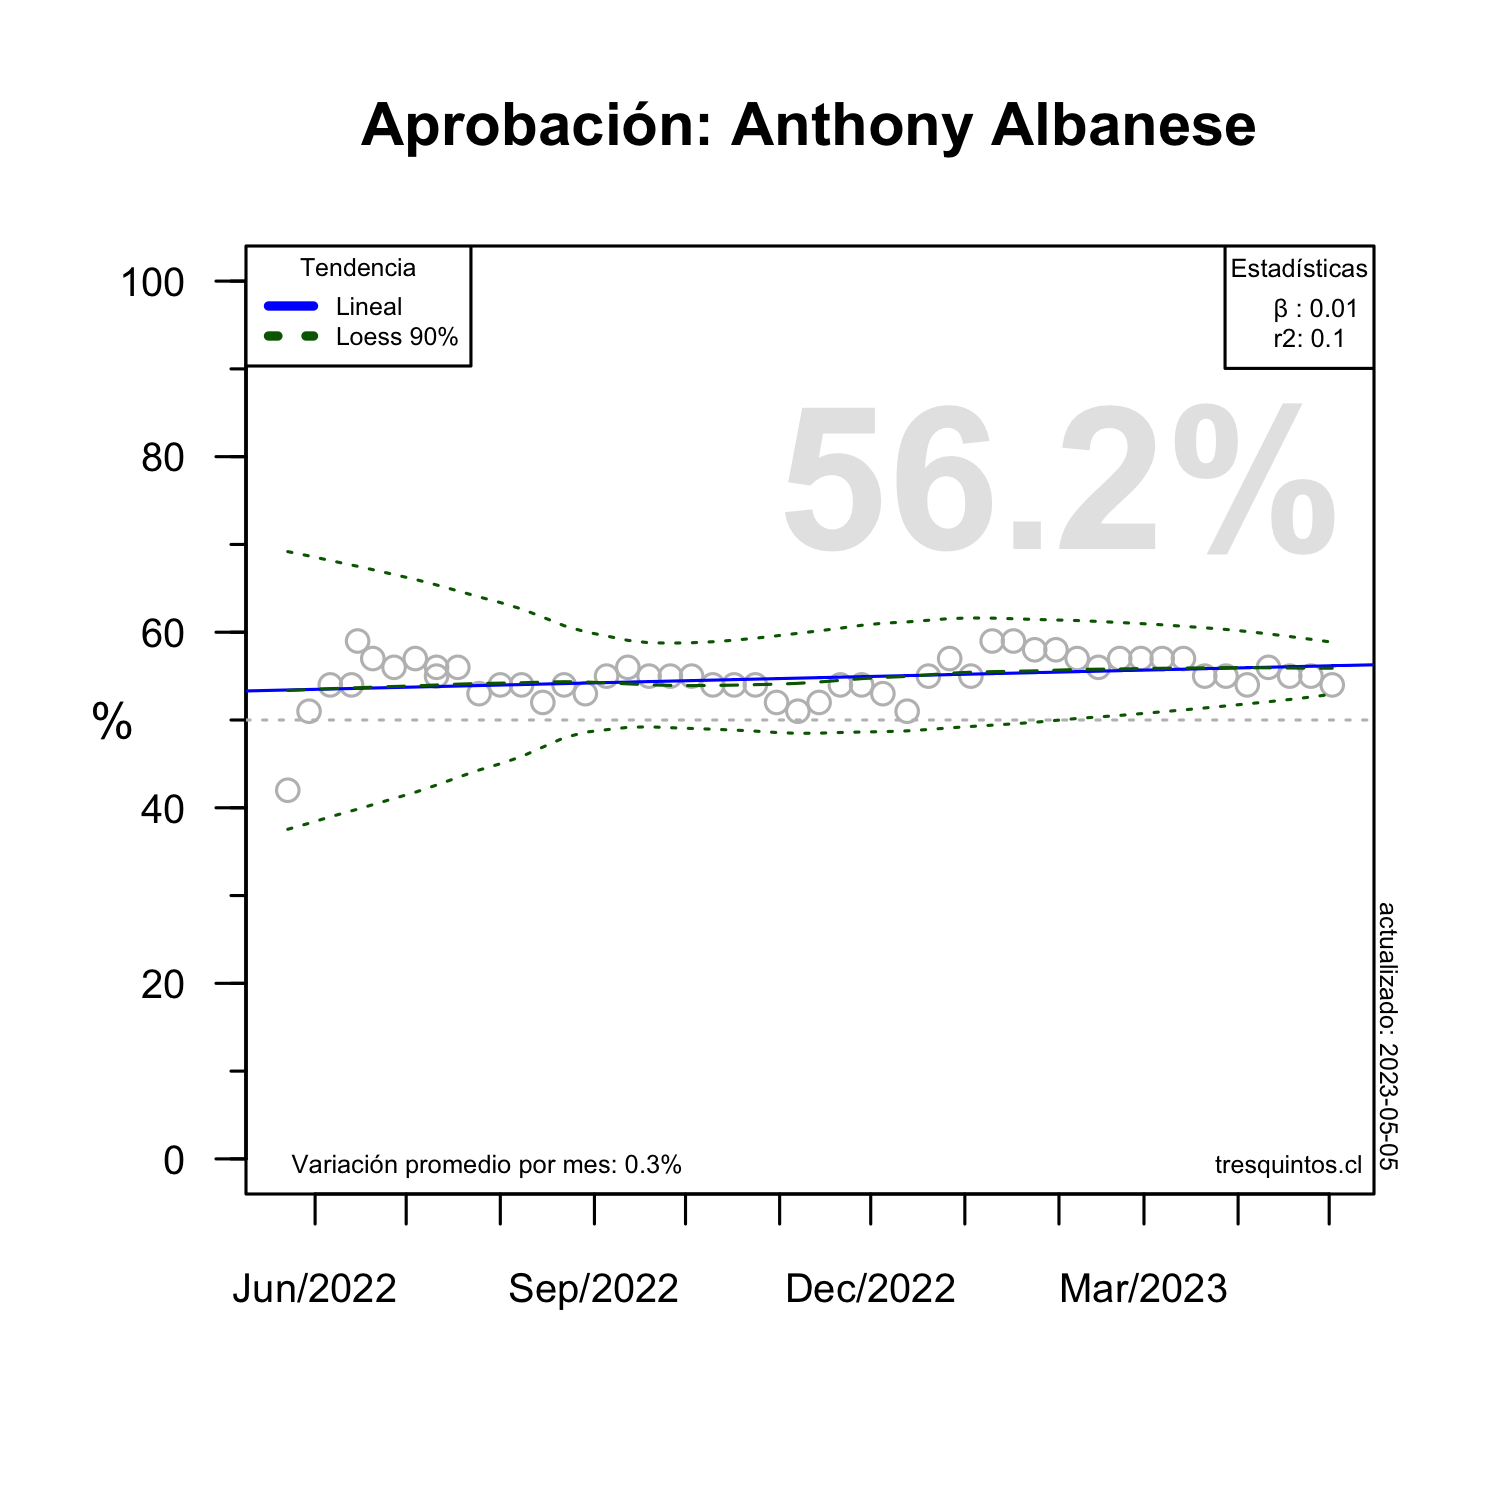 Aprobación: Anthony Albanese
Tendencia
Lineal
Loess 90%
Estadísticas
β : 0.01
r2: 0.1
56.2%
100
80
60
40
20
0
%
Variación promedio por mes: 0.3%
tresquintos.cl
actualizado: 2023-05-05
Jun/2022
Sep/2022
Dec/2022
Mar/2023